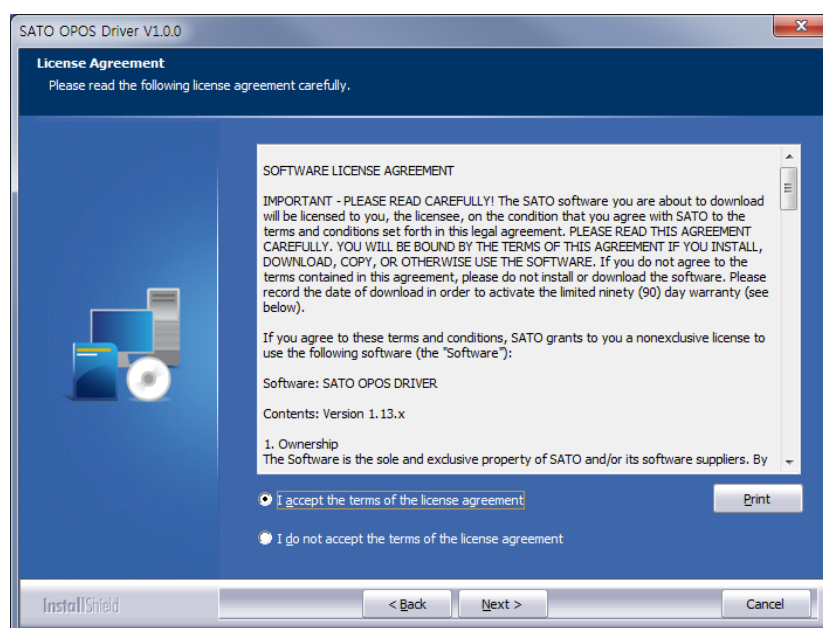 SATO OPOS Driver V1.0.0
License Agreement
Please read the following license agreement carefully.
SOFTWARE LICENSE AGREEMENT
IMPORTANT - PLEASE READ CAREFULLY! The SATO software you are about to download
will be licensed to you, the licensee, on the condition that you agree with SATO to the
terms and conditions set forth in this legal agreement. PLEASE READ THIS AGREEMENT
CAREFULLY. YOU WILL BE BOUND BY THE TERMS OF THIS AGREEMENT IF YOU INSTALL,
DOWNLOAD, COPY, OR OTHERWISE USE THE SOFTWARE. If you do not agree to the
terms contained in this agreement, please do not install or download the software. Please
record the date of download in order to activate the limited ninety (90) day warranty (see
below).
If you agree to these terms and conditions, SATO grants to you a nonexclusive license to
use the following software (the "Software"):
Software: SATO OPOS DRIVER
Contents: Version 1.13.x
1. Ownership
The Software is the sole and exclusive property of SATO and/or its software suppliers. By
I accept the terms of the license agreement
Print
I do not accept the terms of the license agreement
InstallShield
< Back
Next >
Cancel